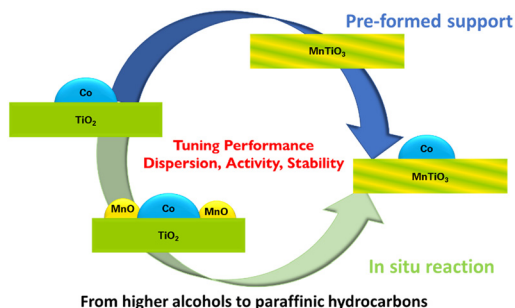 Pre-formed support
MnTiO₃
Co
TiO₂
Tuning Performance
Dispersion, Activity, Stability
Co
MnTiO₃
MnO Co MnO
TiO₂
In situ reaction
From higher alcohols to paraffinic hydrocarbons